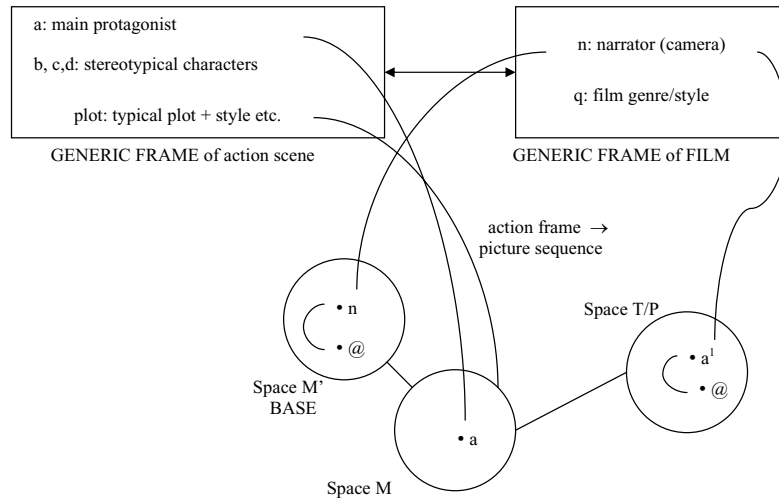 a: main protagonist
b, c,d: stereotypical characters
plot: typical plot + style etc.
GENERIC FRAME of action scene
n: narrator (camera)
q: film genre/style
GENERIC FRAME of FILM
action frame →
picture sequence
• n
• @
Space M’
BASE
• a
Space M
Space T/P
• a¹
• @